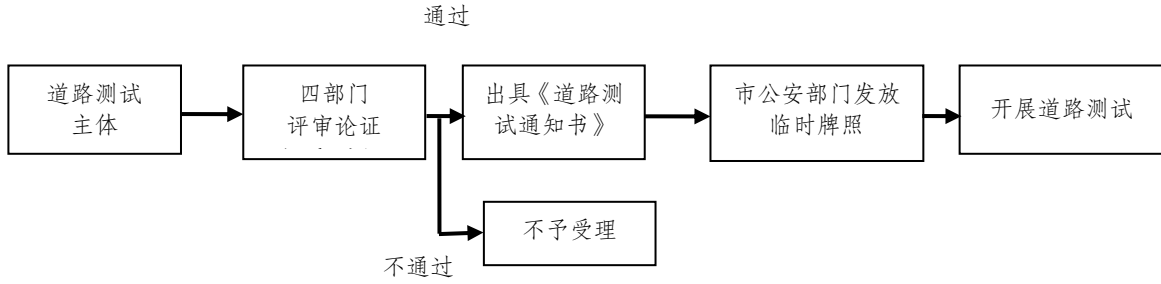 通过
道路测试
主体
四部门
评审论证
出具《道路测
试通知书》
市公安部门发放
临时牌照
开展道路测试
不予受理
不通过